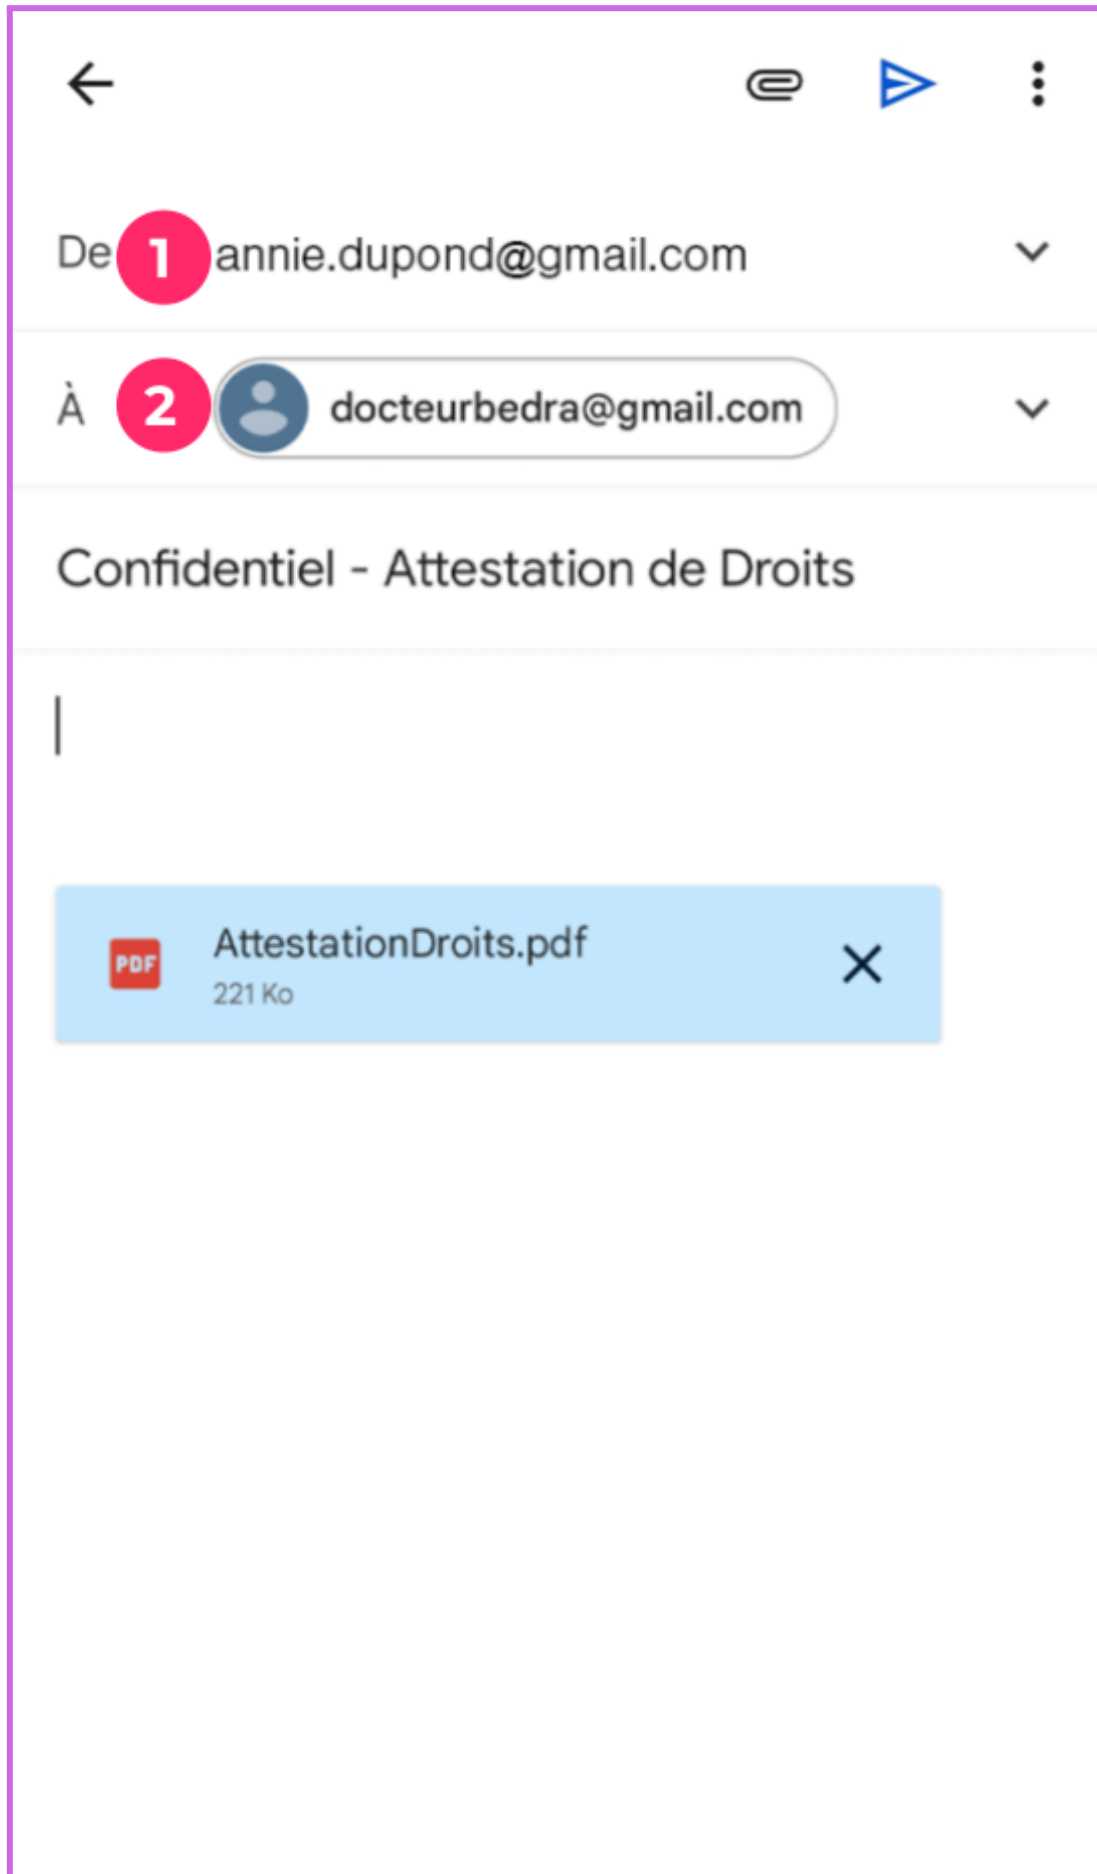 De 1 annie.dupond@gmail.com
À 2 docteurbedra@gmail.com
Confidentiel - Attestation de Droits
PDF AttestationDroits.pdf
221 Ko